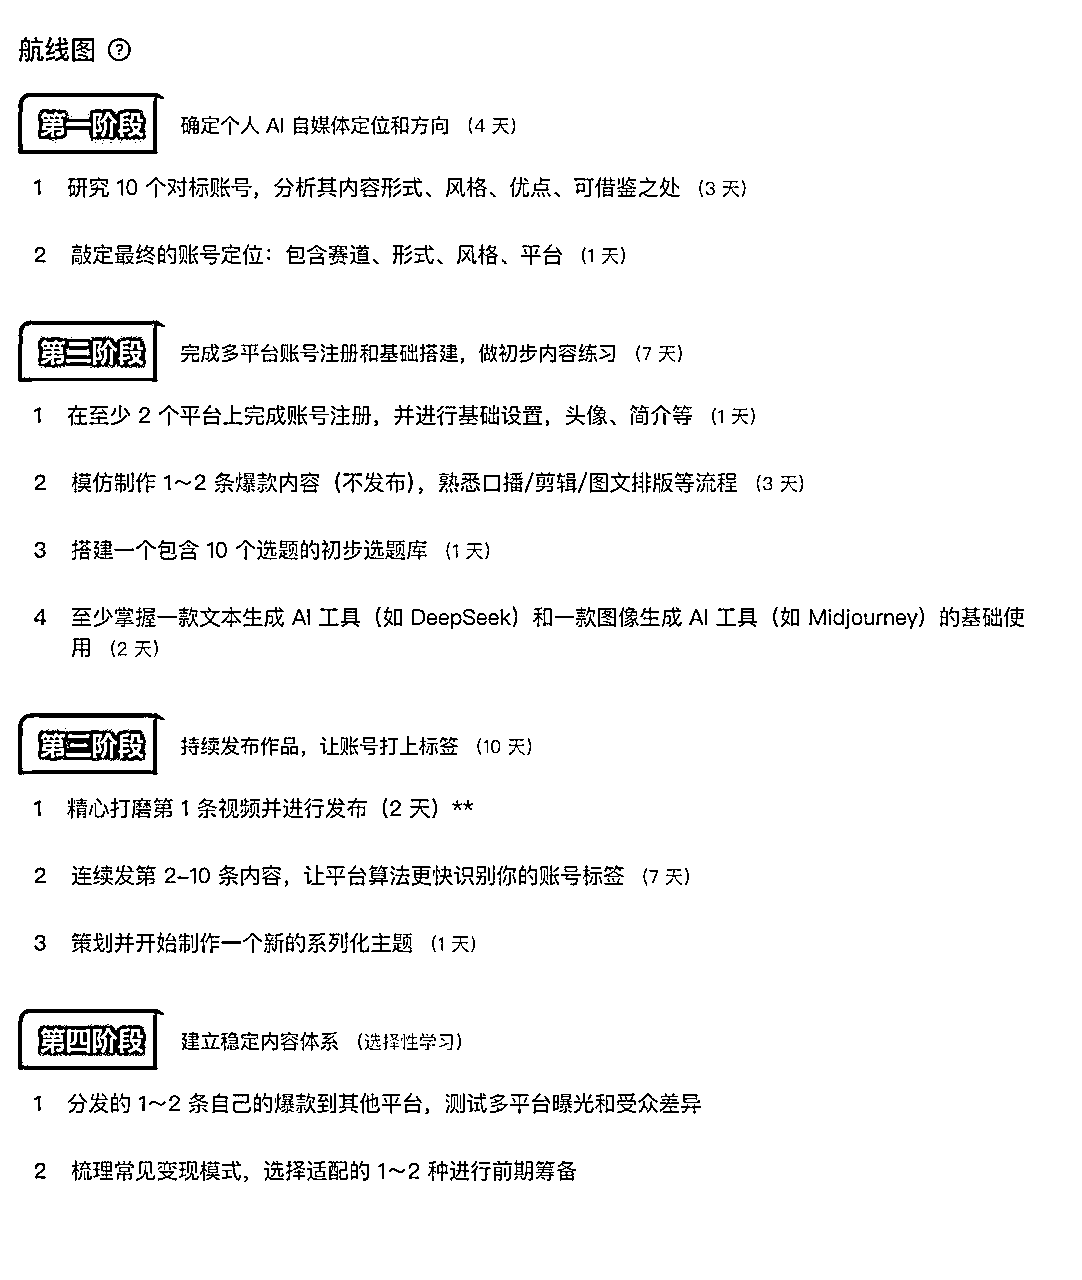 航线图 ?
第一阶段 确定个人 AI 自媒体定位和方向 （4 天）
1 研究 10 个对标账号，分析其内容形式、风格、优点、可借鉴之处 （3 天）
2 敲定最终的账号定位：包含赛道、形式、风格、平台 （1 天）
第二阶段 完成多平台账号注册和基础搭建，做初步内容练习 （7 天）
1 在至少 2 个平台上完成账号注册，并进行基础设置，头像、简介等 （1 天）
2 模仿制作 1～2 条爆款内容（不发布），熟悉口播/剪辑/图文排版等流程 （3 天）
3 搭建一个包含 10 个选题的初步选题库 （1 天）
4 至少掌握一款文本生成 AI 工具（如 DeepSeek）和一款图像生成 AI 工具（如 Midjourney）的基础使
用 （2 天）
第三阶段 持续发布作品，让账号打上标签 （10 天）
1 精心打磨第 1 条视频并进行发布（2 天）**
2 连续发第 2-10 条内容，让平台算法更快识别你的账号标签 （7 天）
3 策划并开始制作一个新的系列化主题 （1 天）
第四阶段 建立稳定内容体系 （选择性学习）
1 分发的 1～2 条自己的爆款到其他平台，测试多平台曝光和受众差异
2 梳理常见变现模式，选择适配的 1～2 种进行前期筹备